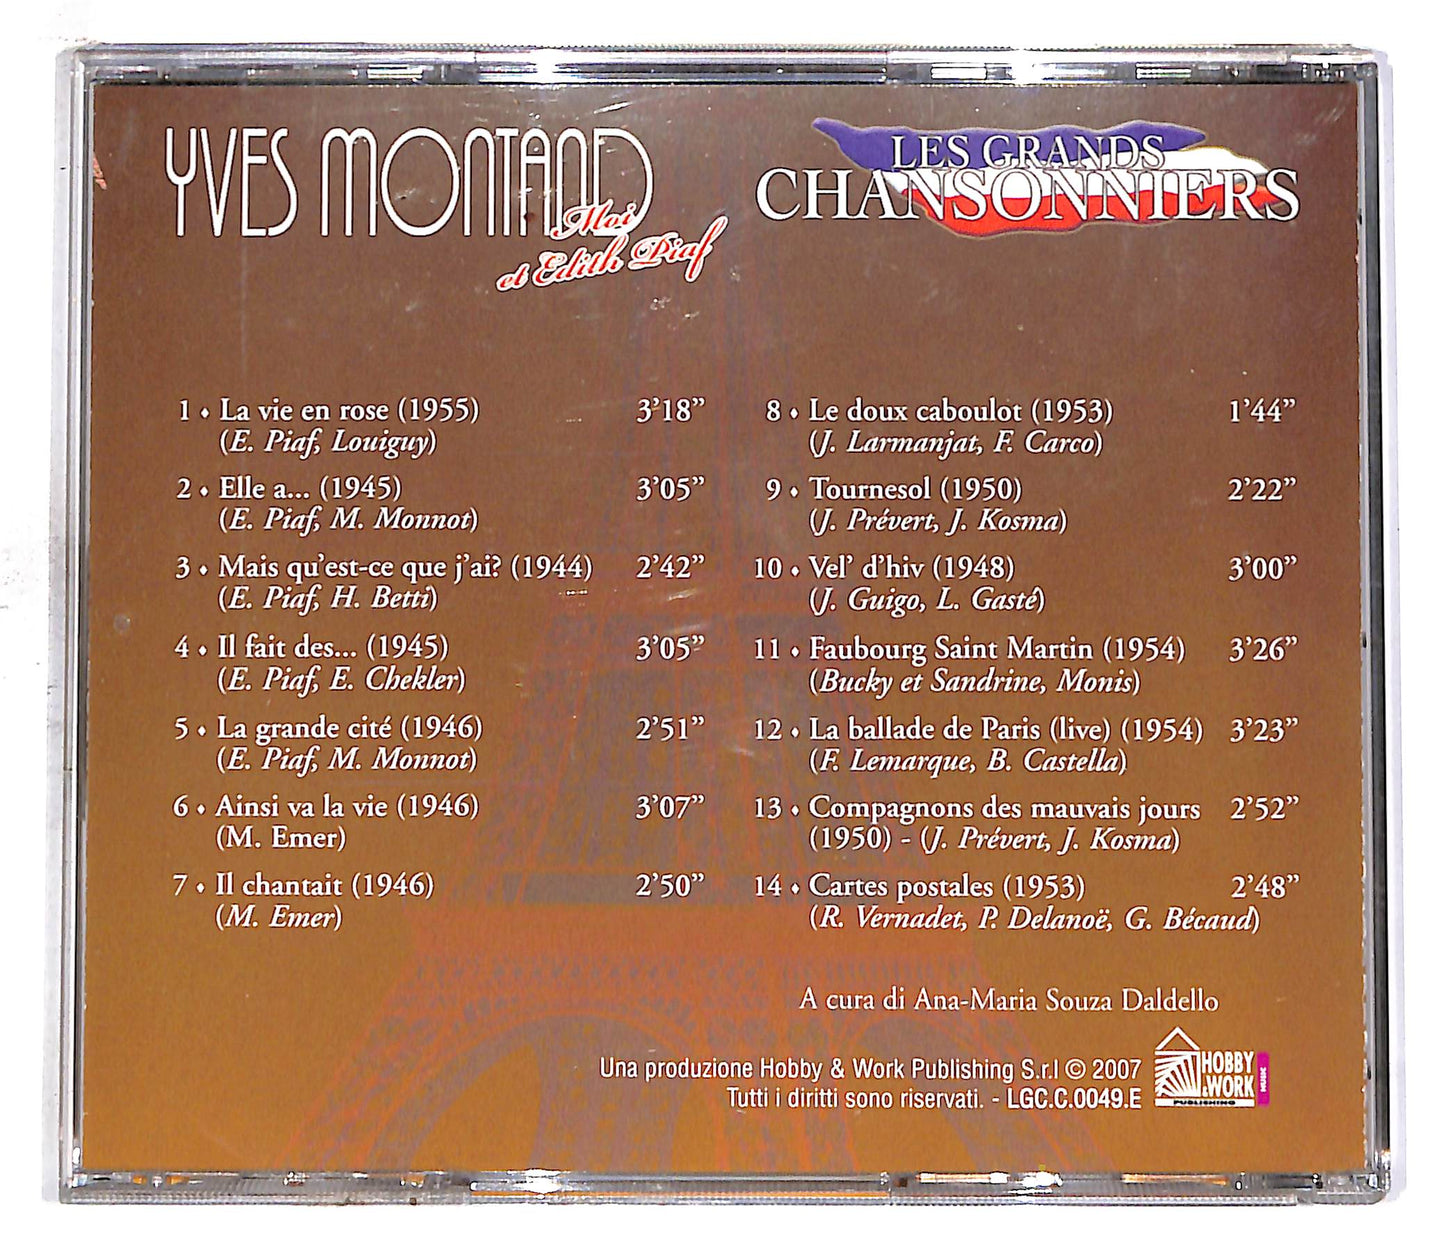 YVES MONTAND
Moi
et Edith Piaf
LES GRANDS
CHANSONNIERS
1 ⬩ La vie en rose (1955) 3’18”
(E. Piaf, Louiguy)
2 ⬩ Elle a... (1945) 3’05”
(E. Piaf, M. Monnot)
3 ⬩ Mais qu’est-ce que j’ai? (1944) 2’42”
(E. Piaf, H. Betti)
4 ⬩ Il fait des... (1945) 3’05”
(E. Piaf, E. Chekler)
5 ⬩ La grande cité (1946) 2’51”
(E. Piaf, M. Monnot)
6 ⬩ Ainsi va la vie (1946) 3’07”
(M. Emer)
7 ⬩ Il chantait (1946) 2’50”
(M. Emer)
8 ⬩ Le doux caboulot (1953) 1’44”
(J. Larmanjat, F. Carco)
9 ⬩ Tournesol (1950) 2’22”
(J. Prévert, J. Kosma)
10 ⬩ Vel’ d’hiv (1948) 3’00”
(J. Guigo, L. Gasté)
11 ⬩ Faubourg Saint Martin (1954) 3’26”
(Bucky et Sandrine, Monis)
12 ⬩ La ballade de Paris (live) (1954) 3’23”
(F. Lemarque, B. Castella)
13 ⬩ Compagnons des mauvais jours 2’52”
(1950) - (J. Prévert, J. Kosma)
14 ⬩ Cartes postales (1953) 2’48”
(R. Vernadet, P. Delanoë, G. Bécaud)
A cura di Ana-Maria Souza Daldello
Una produzione Hobby & Work Publishing S.r.l © 2007
Tutti i diritti sono riservati. - LGC.C.0049.E
HOBBY
& WORK
PUBLISHING
MUSIC